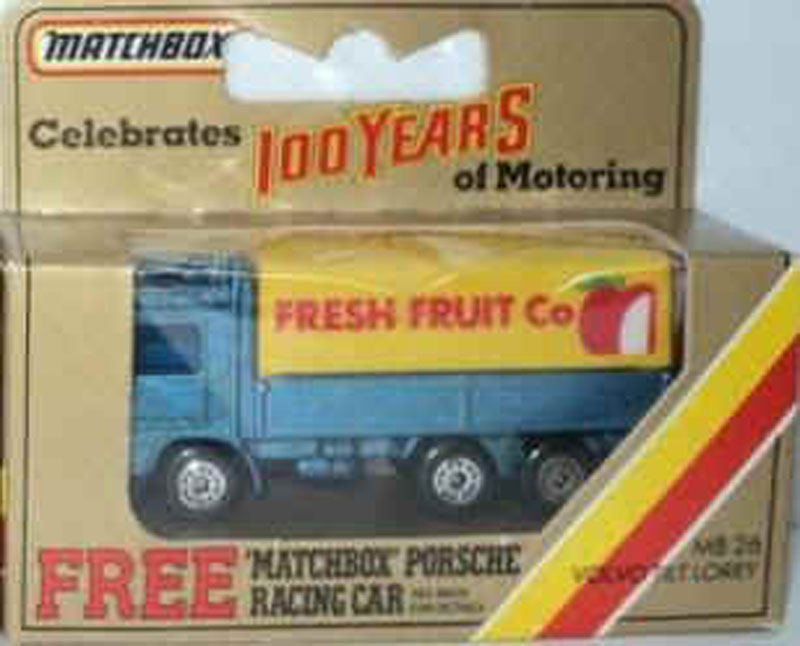 MATCHBOX
Celebrates 100 YEARS
of Motoring
FRESH FRUIT Co
FREE 'MATCHBOX' PORSCHE
RACING CAR
MB 26